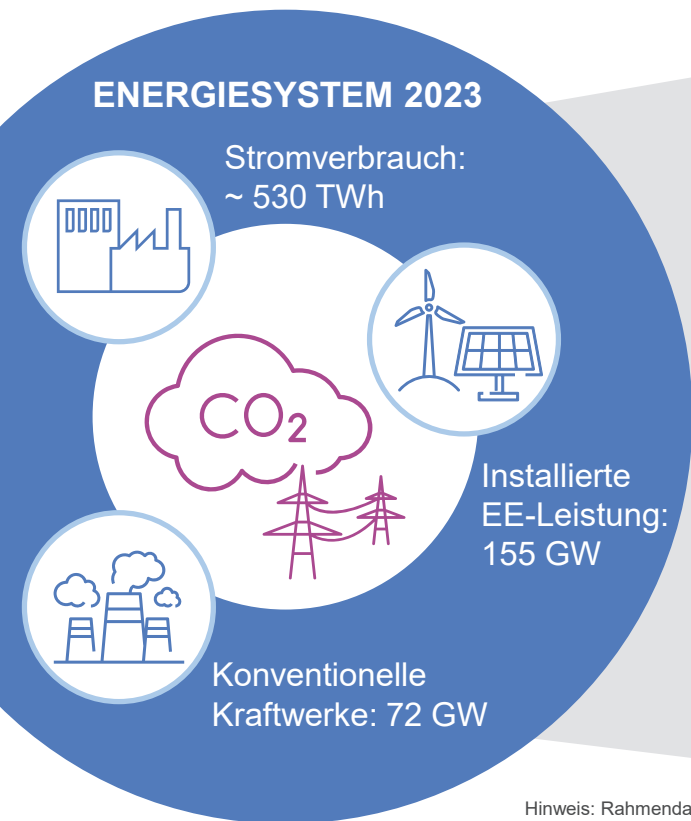 ENERGIESYSTEM 2023
Stromverbrauch:
~ 530 TWh
CO₂
Installierte
EE-Leistung:
155 GW
Konventionelle
Kraftwerke: 72 GW
Hinweis: Rahmenda